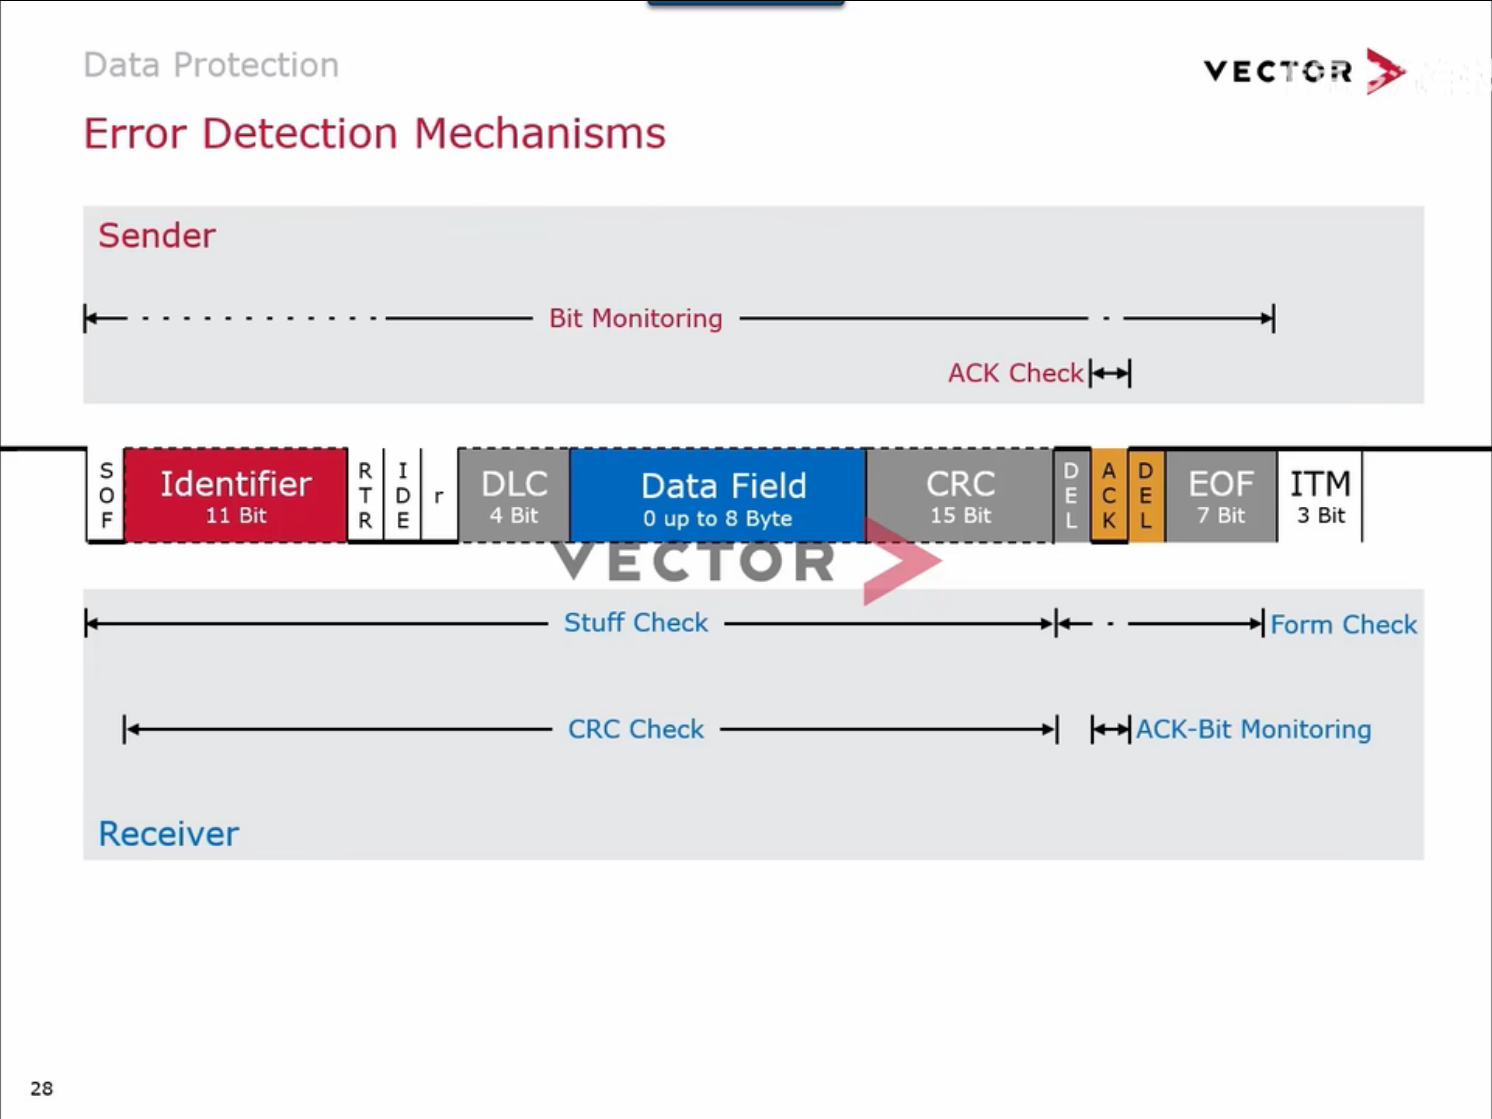 Data Protection
VECTOR
Error Detection Mechanisms
Sender
Bit Monitoring
ACK Check
SOF
Identifier
11 Bit
RTR
IDE
r
DLC
4 Bit
Data Field
0 up to 8 Byte
CRC
15 Bit
DEL
ACK
DEL
EOF
7 Bit
ITM
3 Bit
VECTOR
Stuff Check
Form Check
CRC Check
ACK-Bit Monitoring
Receiver
28